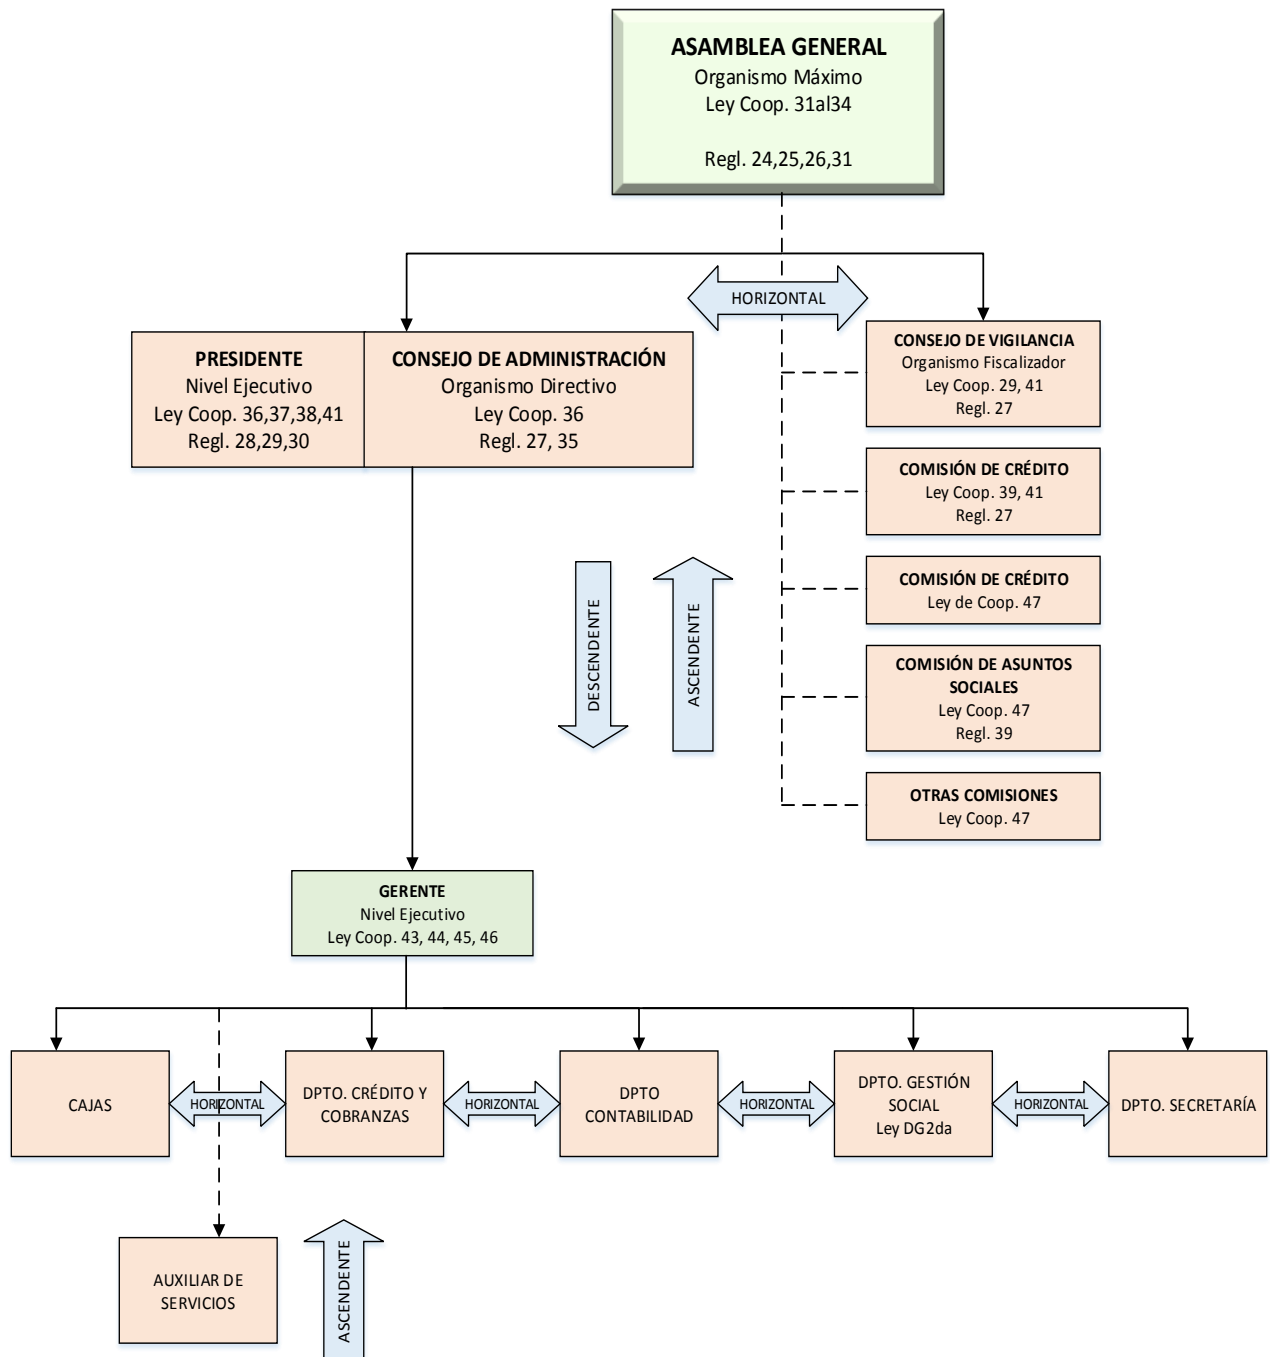 ASAMBLEA GENERAL
Organismo Máximo
Ley Coop. 31al34
Regl. 24,25,26,31
HORIZONTAL
PRESIDENTE
Nivel Ejecutivo
Ley Coop. 36,37,38,41
Regl. 28,29,30
CONSEJO DE ADMINISTRACIÓN
Organismo Directivo
Ley Coop. 36
Regl. 27, 35
CONSEJO DE VIGILANCIA
Organismo Fiscalizador
Ley Coop. 29, 41
Regl. 27
COMISIÓN DE CRÉDITO
Ley Coop. 39, 41
Regl. 27
COMISIÓN DE CRÉDITO
Ley de Coop. 47
COMISIÓN DE ASUNTOS
SOCIALES
Ley Coop. 47
Regl. 39
OTRAS COMISIONES
Ley Coop. 47
DESCENDENTE
ASCENDENTE
GERENTE
Nivel Ejecutivo
Ley Coop. 43, 44, 45, 46
CAJAS
HORIZONTAL
DPTO. CRÉDITO Y
COBRANZAS
HORIZONTAL
DPTO
CONTABILIDAD
HORIZONTAL
DPTO. GESTIÓN
SOCIAL
Ley DG2da
HORIZONTAL
DPTO. SECRETARÍA
AUXILIAR DE
SERVICIOS
ASCENDENTE